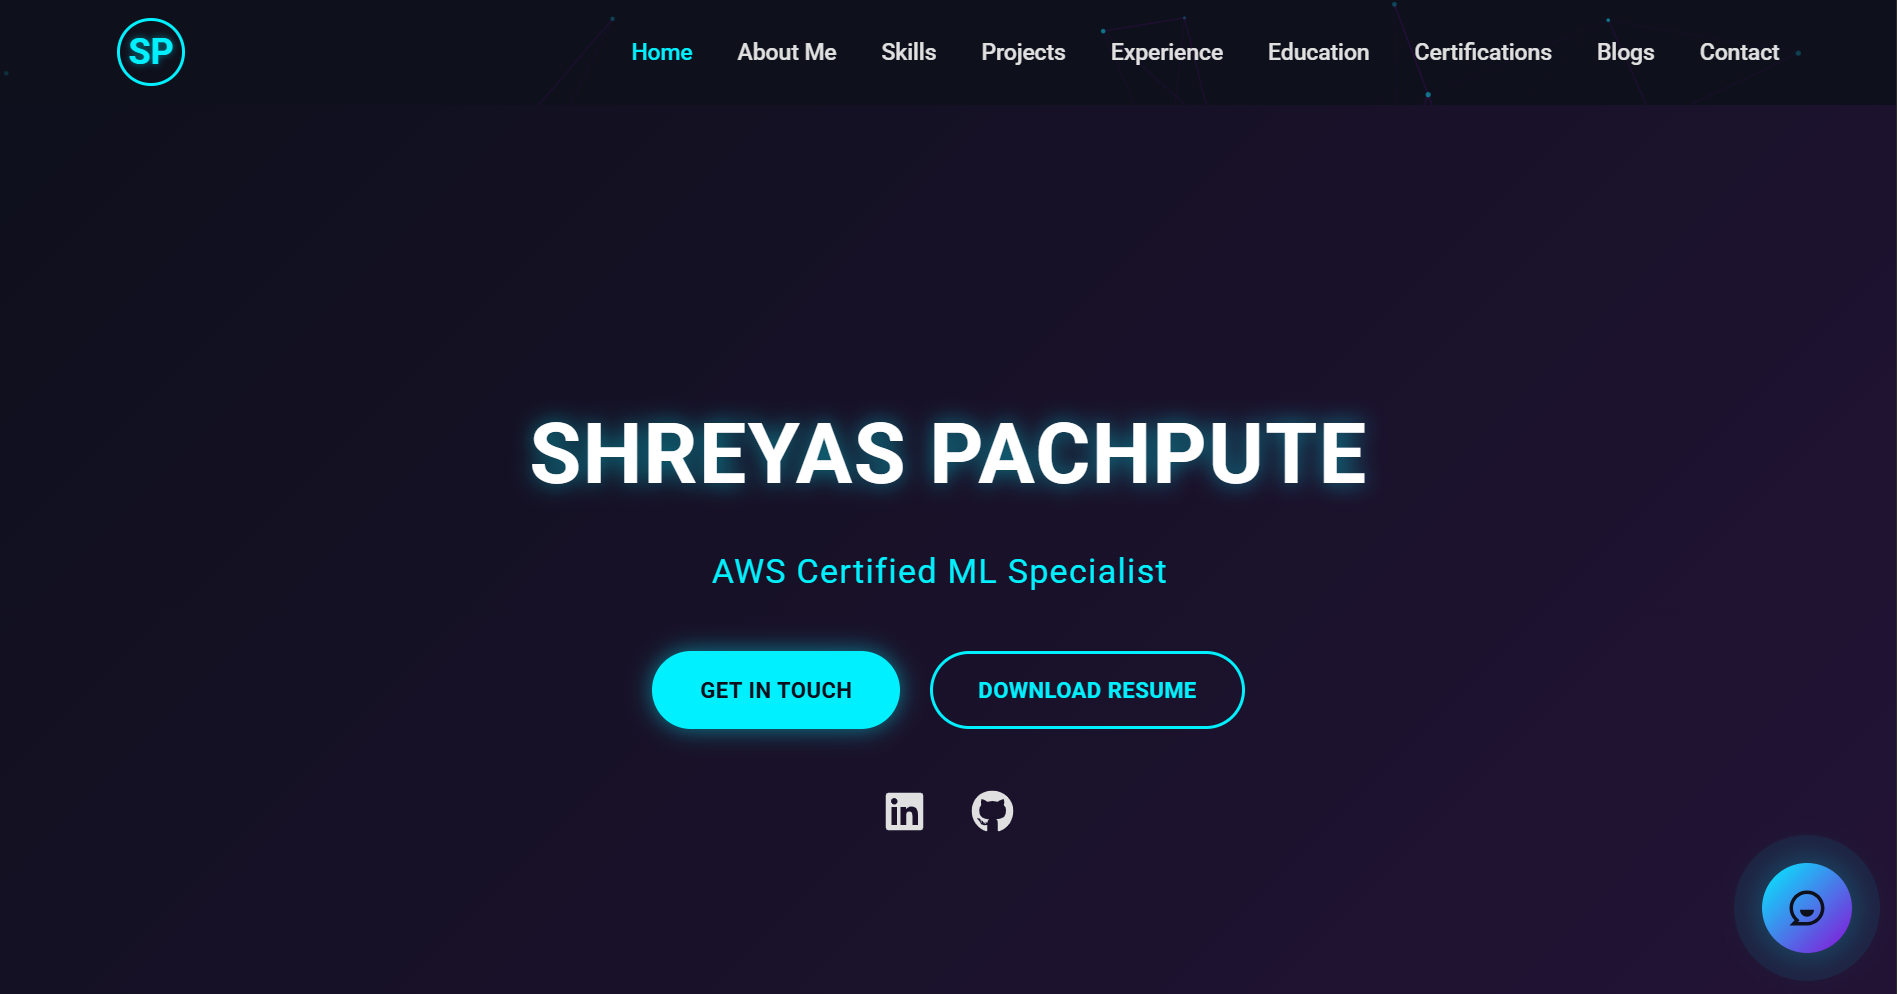 SP
Home About Me Skills Projects Experience Education Certifications Blogs Contact
SHREYAS PACHPUTE
AWS Certified ML Specialist
GET IN TOUCH DOWNLOAD RESUME
in